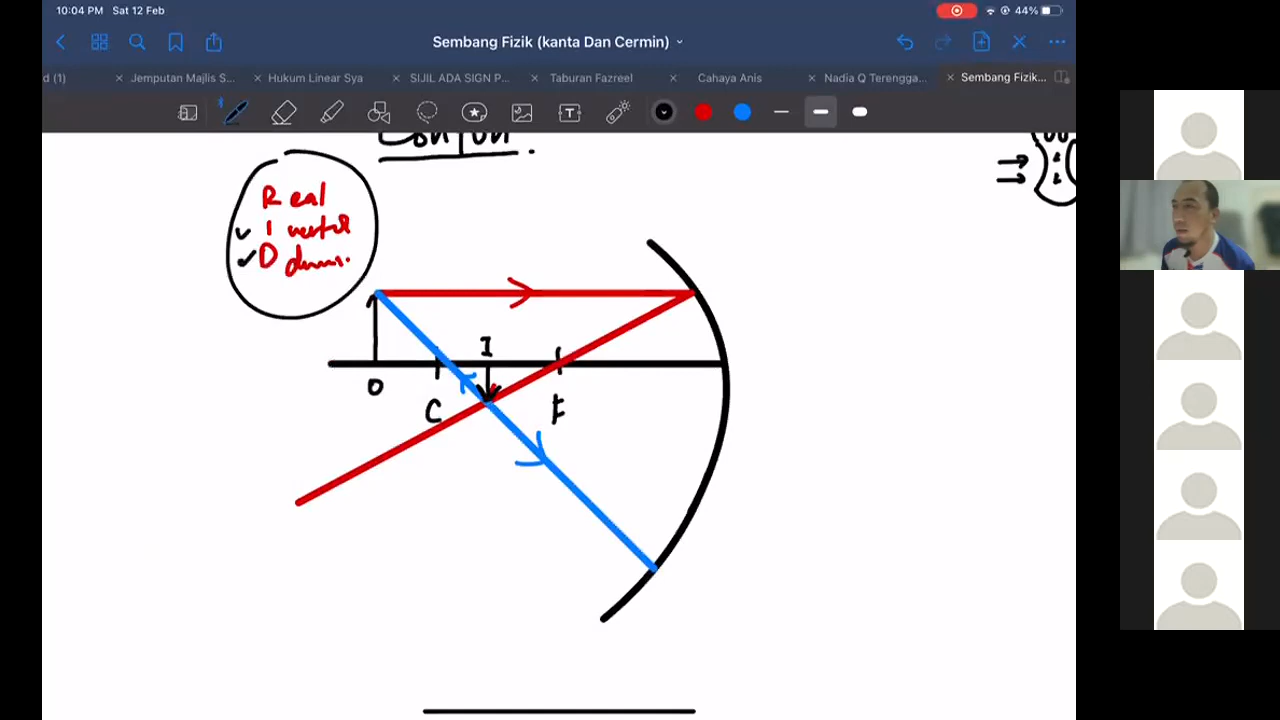 10:04 PM Sat 12 Feb
44%
Sembang Fizik (kanta Dan Cermin)
d (1)
Jemputan Majlis S...
Hukum Linear Sya
SIJIL ADA SIGN P...
Taburan Fazreel
Cahaya Anis
Nadia Q Terengga...
Sembang Fizik...
Real
I
D
I
O
C
F